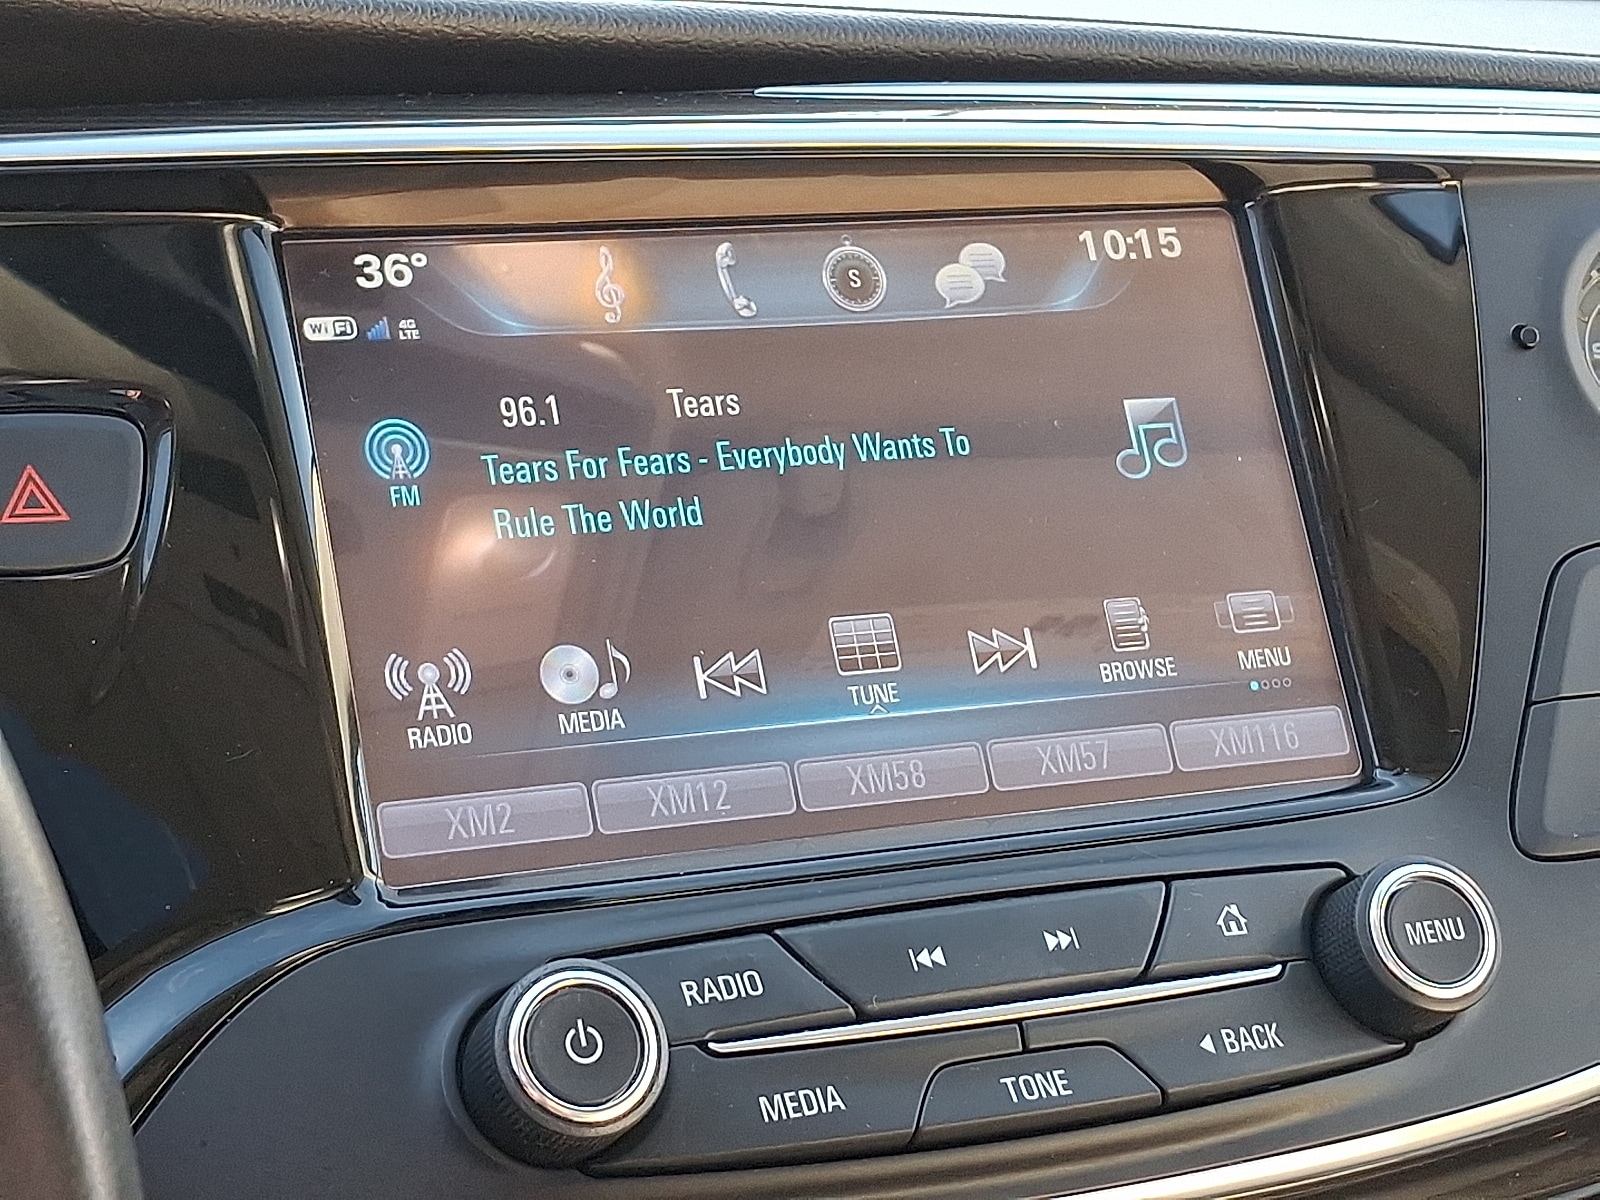 36°
S
10:15
WiFi
4G
LTE
96.1 Tears
Tears For Fears - Everybody Wants To
Rule The World
FM
RADIO
MEDIA
TUNE
BROWSE
MENU
XM2
XM12
XM58
XM57
XM116
RADIO
MENU
MEDIA
TONE
BACK